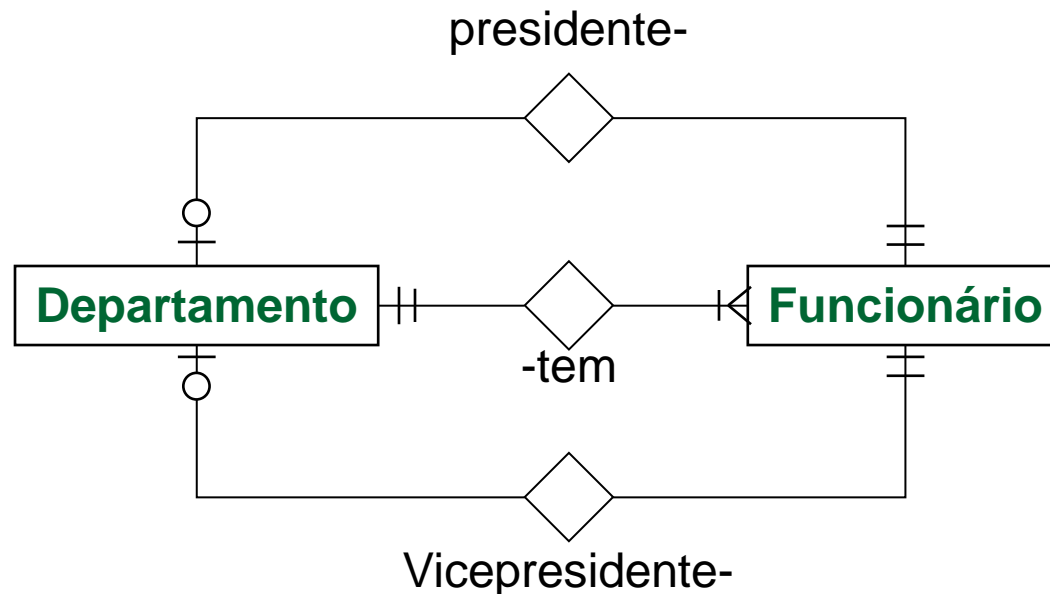 presidente-
Departamento
Funcionário
-tem
Vicepresidente-